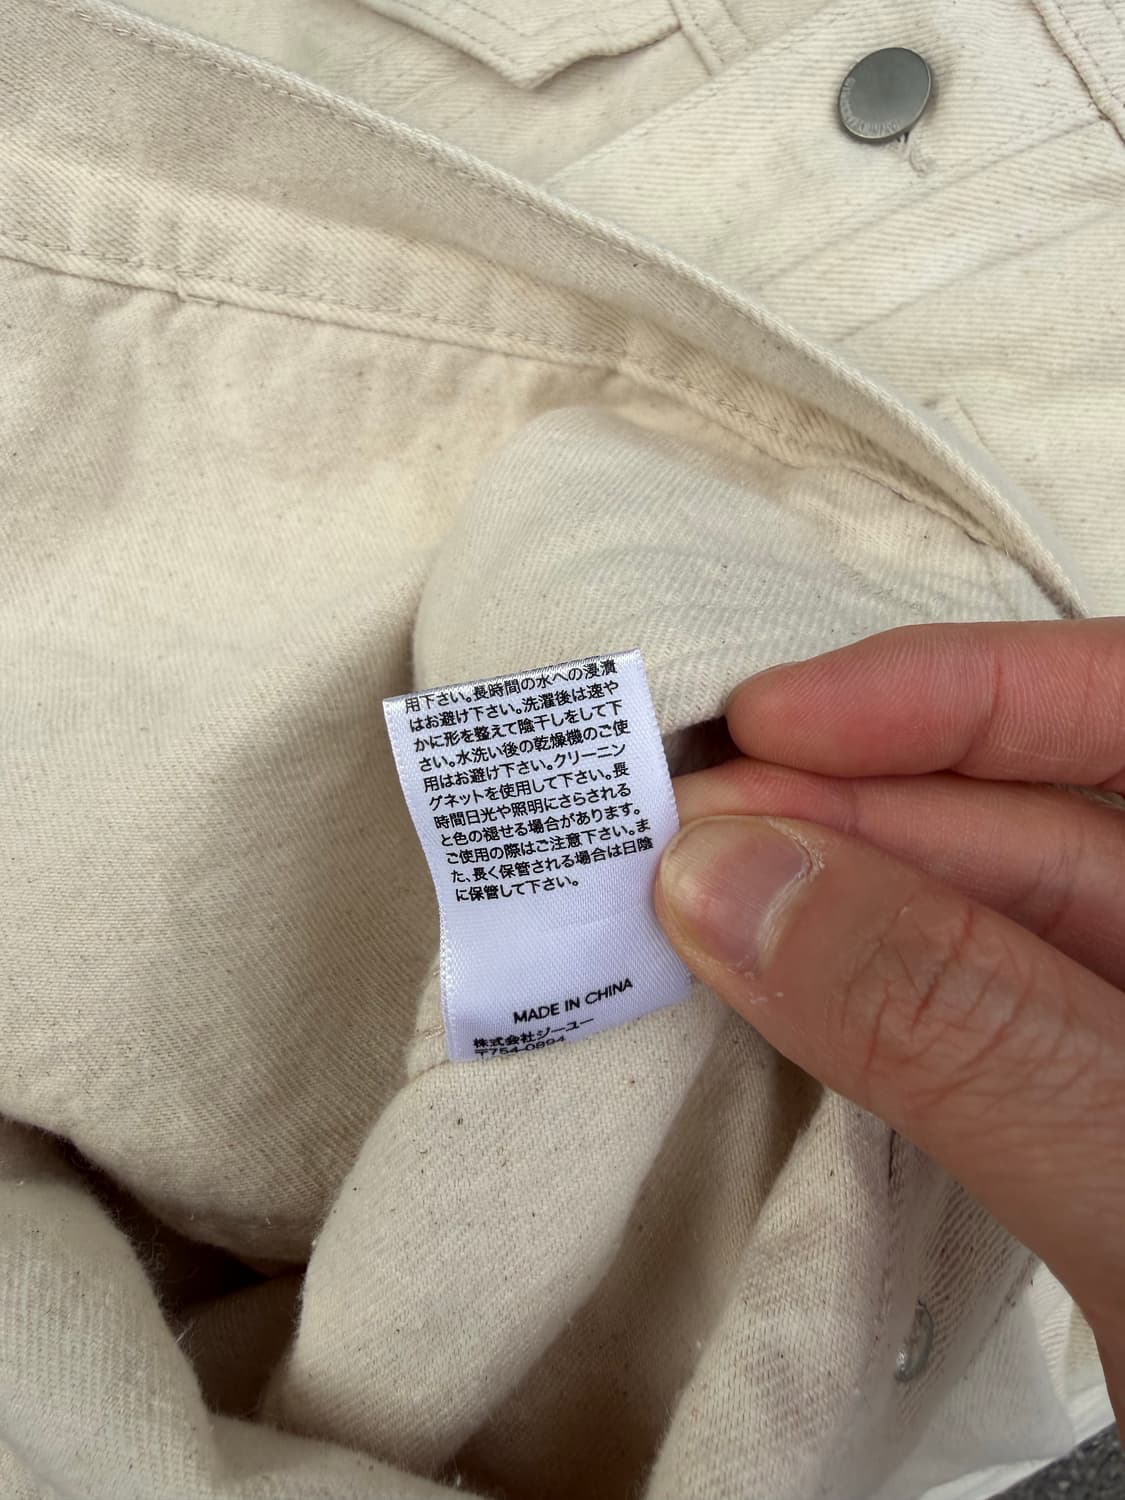 用下さい。長時間の水への浸漬
はお避け下さい。洗濯後は速や
かに形を整えて陰干しをして下
さい。水洗い後の乾燥機のご使
用はお避け下さい。クリーニン
グネットを使用して下さい。長
時間日光や照明にさらされる
と色の褪せる場合があります。
ご使用の際はご注意下さい。ま
た、長く保管される場合は日陰
に保管して下さい。
MADE IN CHINA
株式会社ジーユー
〒754-0894